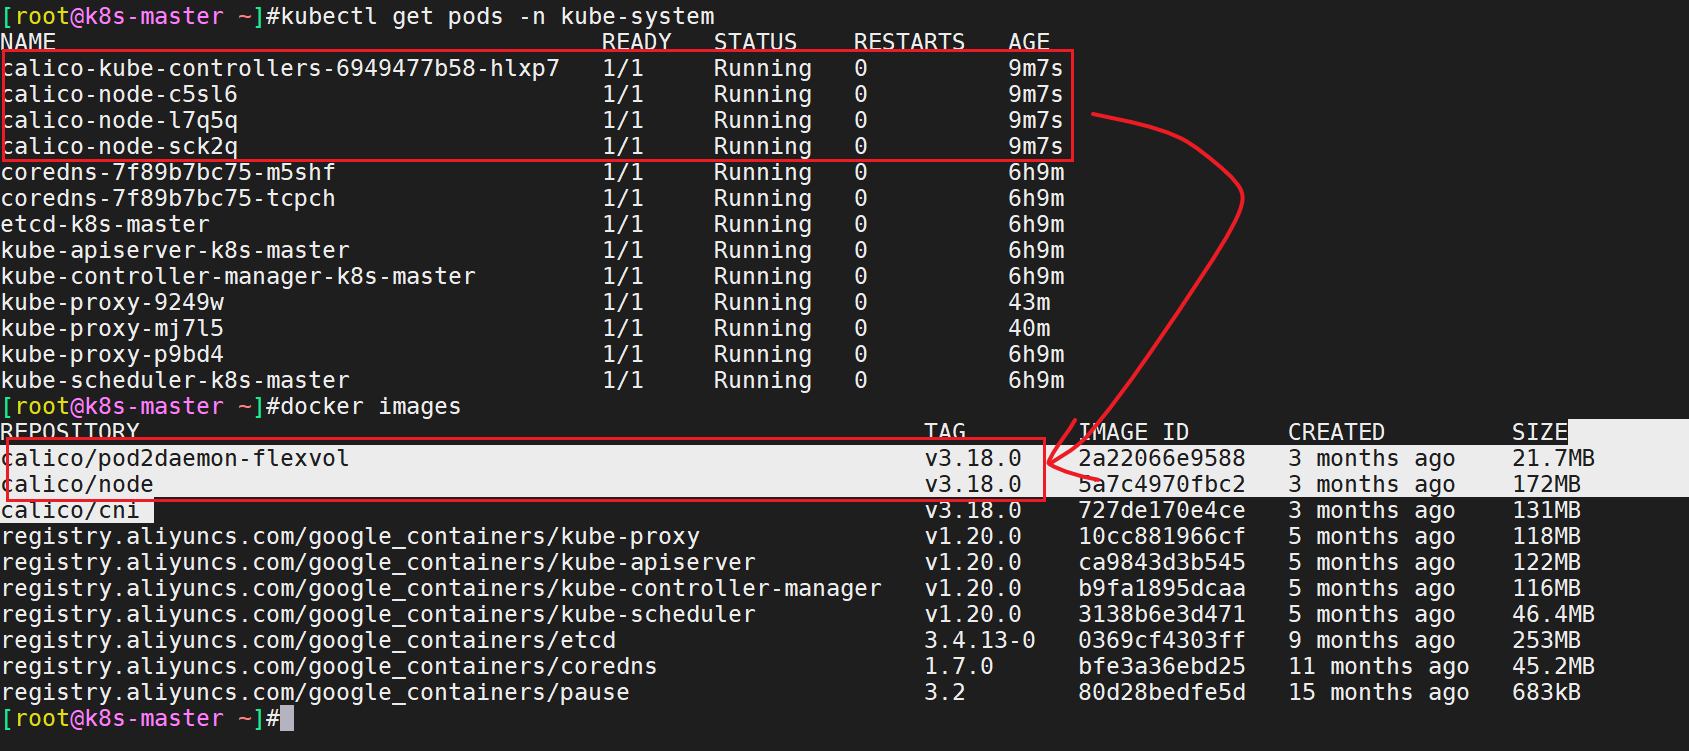 [root@k8s-master ~]#kubectl get pods -n kube-system
NAME READY STATUS RESTARTS AGE
calico-kube-controllers-6949477b58-hlxp7 1/1 Running 0 9m7s
calico-node-c5sl6 1/1 Running 0 9m7s
calico-node-l7q5q 1/1 Running 0 9m7s
calico-node-sck2q 1/1 Running 0 9m7s
coredns-7f89b7bc75-m5shf 1/1 Running 0 6h9m
coredns-7f89b7bc75-tcpch 1/1 Running 0 6h9m
etcd-k8s-master 1/1 Running 0 6h9m
kube-apiserver-k8s-master 1/1 Running 0 6h9m
kube-controller-manager-k8s-master 1/1 Running 0 6h9m
kube-proxy-9249w 1/1 Running 0 43m
kube-proxy-mj7l5 1/1 Running 0 40m
kube-proxy-p9bd4 1/1 Running 0 6h9m
kube-scheduler-k8s-master 1/1 Running 0 6h9m
[root@k8s-master ~]#docker images
REPOSITORY TAG IMAGE ID CREATED SIZE
calico/pod2daemon-flexvol v3.18.0 2a22066e9588 3 months ago 21.7MB
calico/node v3.18.0 5a7c4970fbc2 3 months ago 172MB
calico/cni v3.18.0 727de170e4ce 3 months ago 131MB
registry.aliyuncs.com/google_containers/kube-proxy v1.20.0 10cc881966cf 5 months ago 118MB
registry.aliyuncs.com/google_containers/kube-apiserver v1.20.0 ca9843d3b545 5 months ago 122MB
registry.aliyuncs.com/google_containers/kube-controller-manager v1.20.0 b9fa1895dcaa 5 months ago 116MB
registry.aliyuncs.com/google_containers/kube-scheduler v1.20.0 3138b6e3d471 5 months ago 46.4MB
registry.aliyuncs.com/google_containers/etcd 3.4.13-0 0369cf4303ff 9 months ago 253MB
registry.aliyuncs.com/google_containers/coredns 1.7.0 bfe3a36ebd25 11 months ago 45.2MB
registry.aliyuncs.com/google_containers/pause 3.2 80d28bedfe5d 15 months ago 683kB
[root@k8s-master ~]#